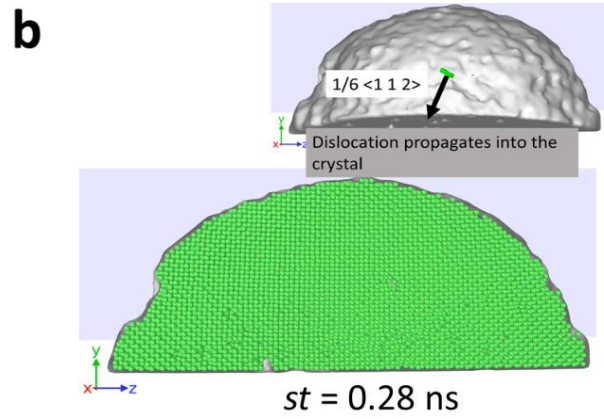 b
1/6 <1 1 2>
y
x z
Dislocation propagates into the
crystal
y
x z
st = 0.28 ns